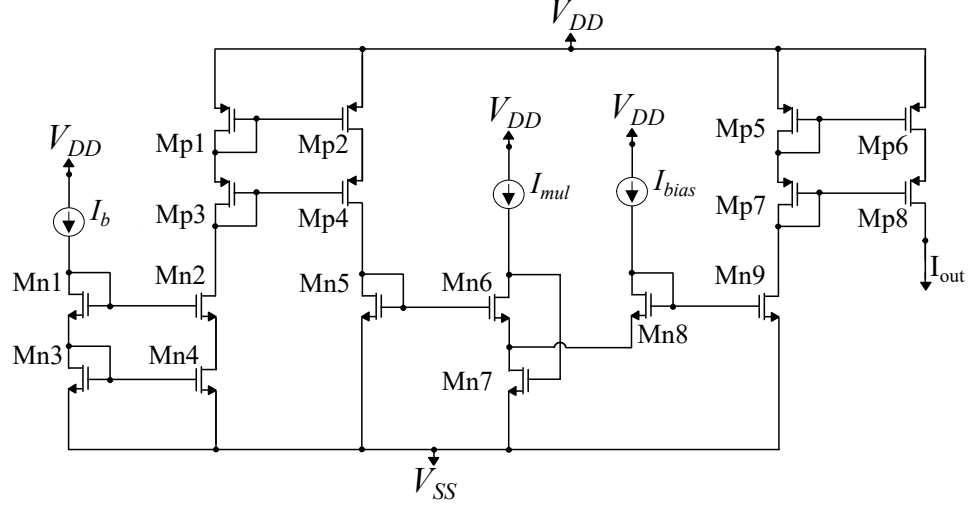 V_DD
Mp1
Mp2
Mp5
Mp6
V_DD
V_DD
V_DD
Mp3
Mp4
I_mul
I_bias
Mp7
Mp8
I_b
Mn1
Mn2
Mn5
Mn6
Mn9
I_out
Mn8
Mn3
Mn4
Mn7
V_SS